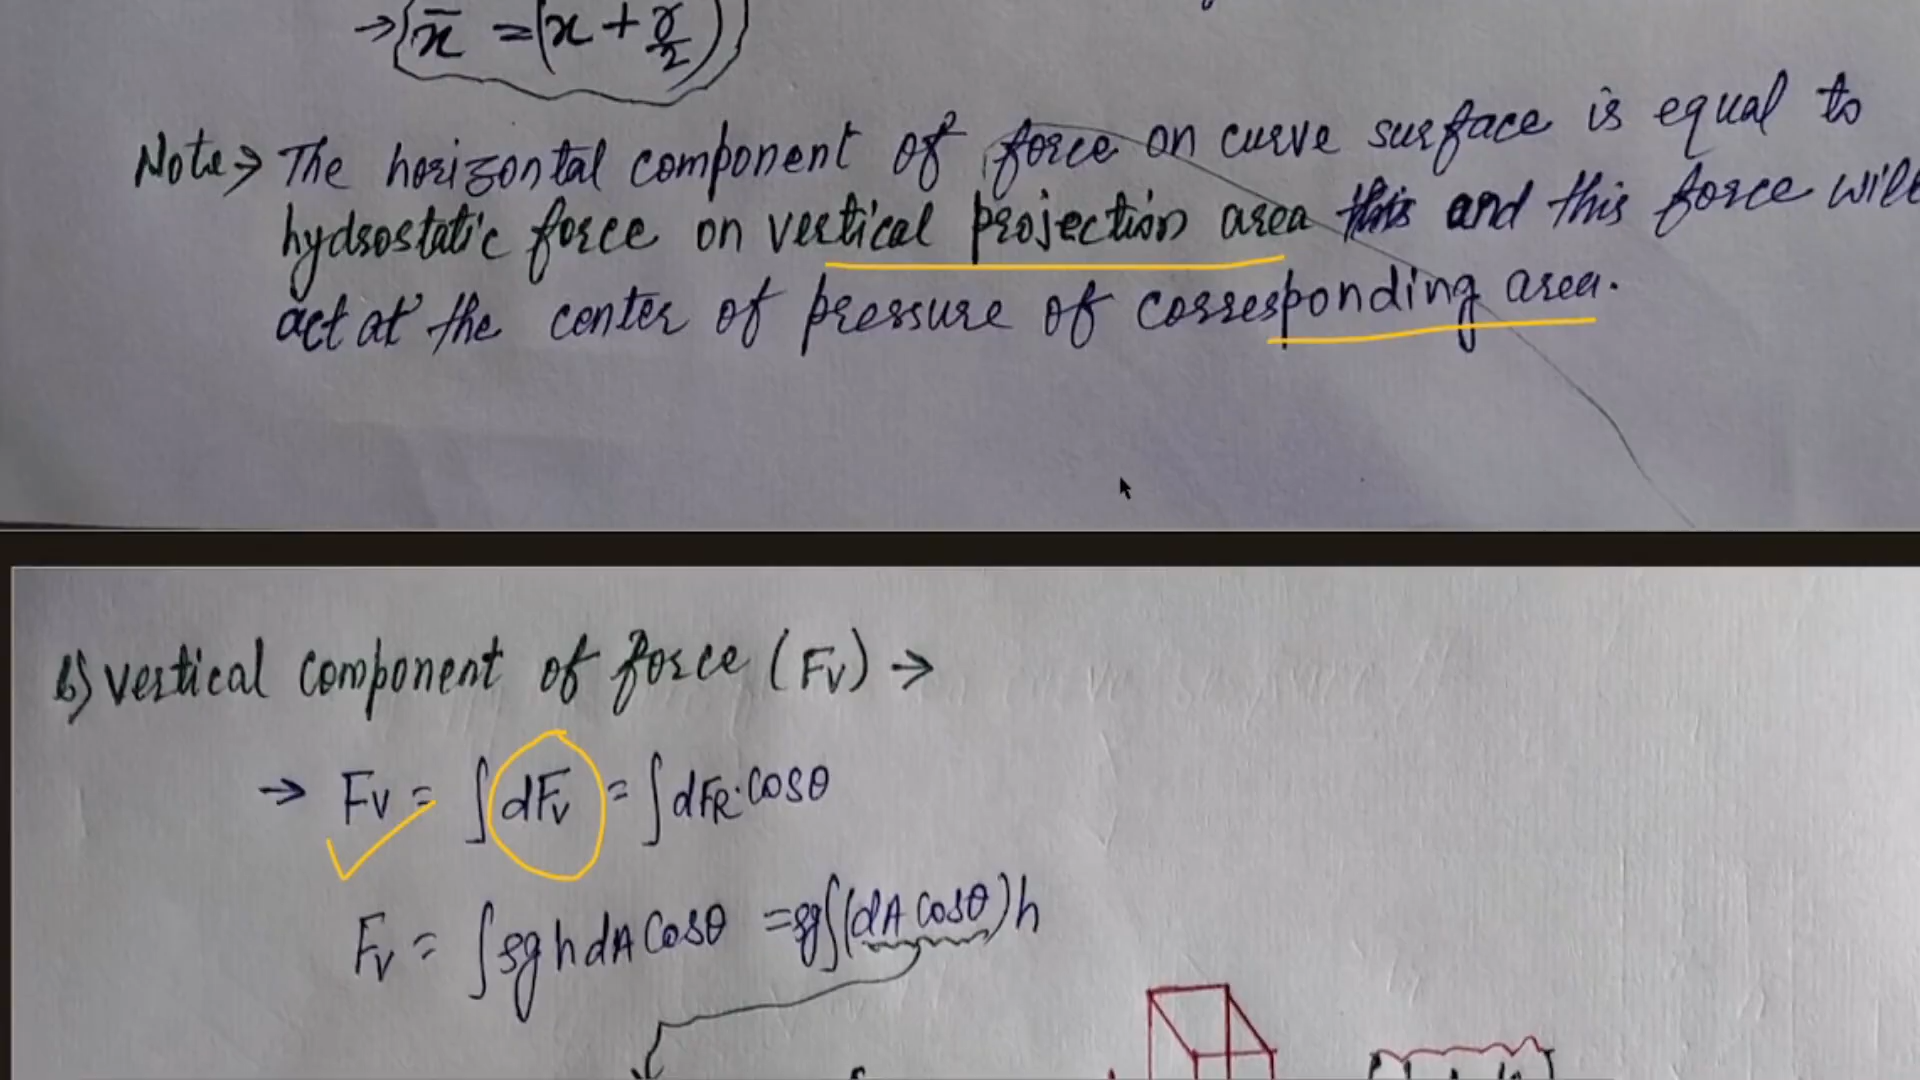 → x̄ = (x + r/2)
Note → The horizontal component of force on curve surface is equal to
hydrostatic force on vertical projection area this and this force will
act at the center of pressure of corresponding area.
b) vertical component of force (Fv) →
→ Fv = ∫dFv = ∫dFR·cosθ
Fv = ∫ρghdA cosθ = ρg∫(dA cosθ)h